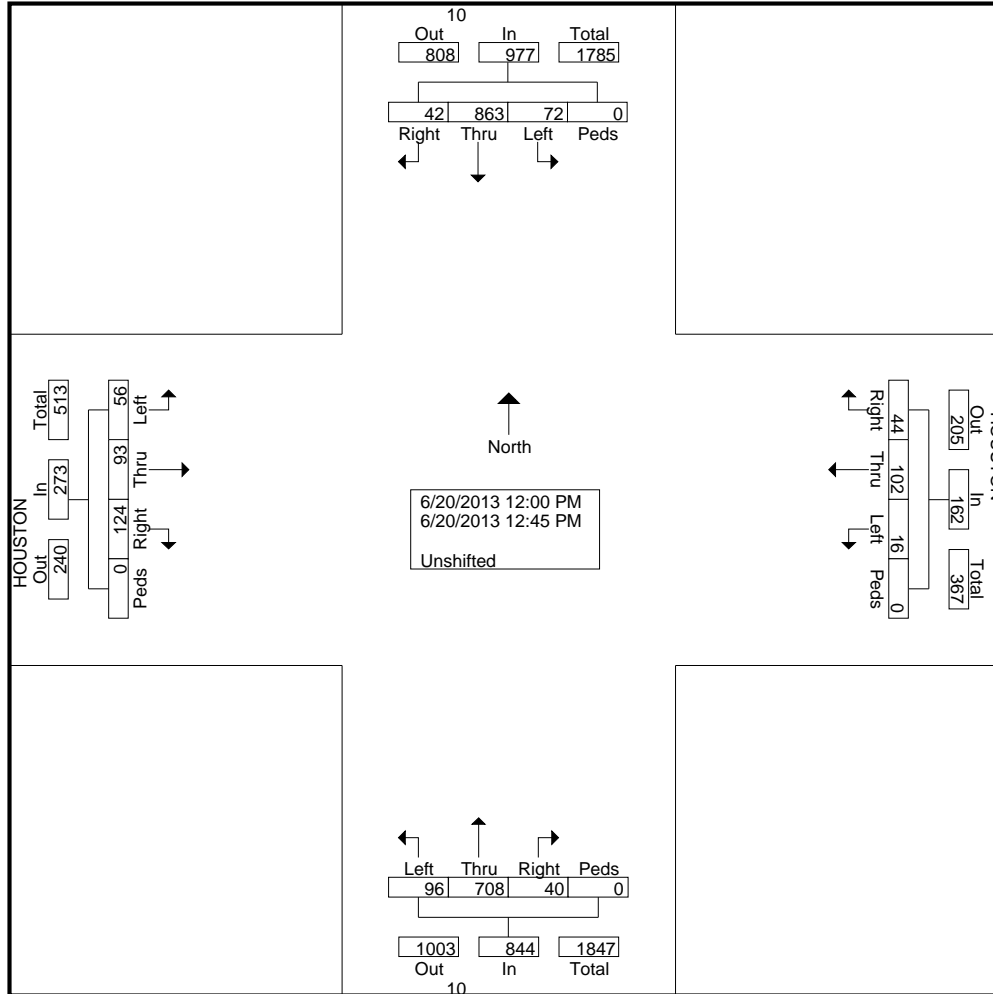 10
Out In Total
808 977 1785
42 863 72 0
Right Thru Left Peds
North
6/20/2013 12:00 PM
6/20/2013 12:45 PM
Unshifted
HOUSTON
Out In Total
240 273 513
Left Thru Right Peds
56 93 124 0
Out In Total
205 162 367
Right Thru Left Peds
44 102 16 0
Left Thru Right Peds
96 708 40 0
1003 844 1847
Out In Total
10